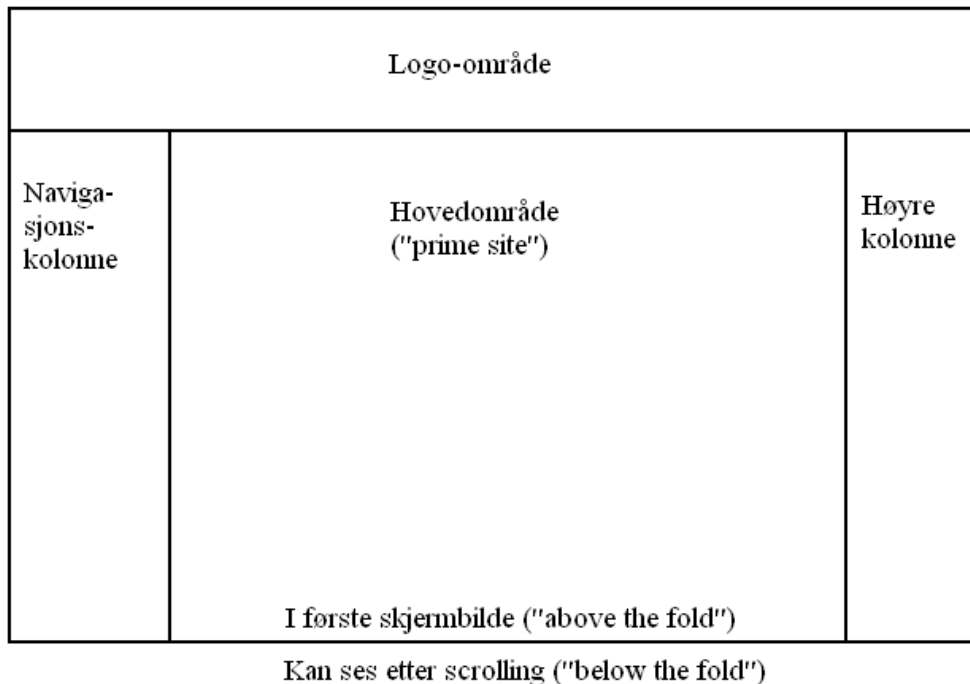 Logo-område
Naviga-
sjons-
kolonne
Hovedområde
("prime site")
Høyre
kolonne
I første skjermbilde ("above the fold")
Kan ses etter scrolling ("below the fold")